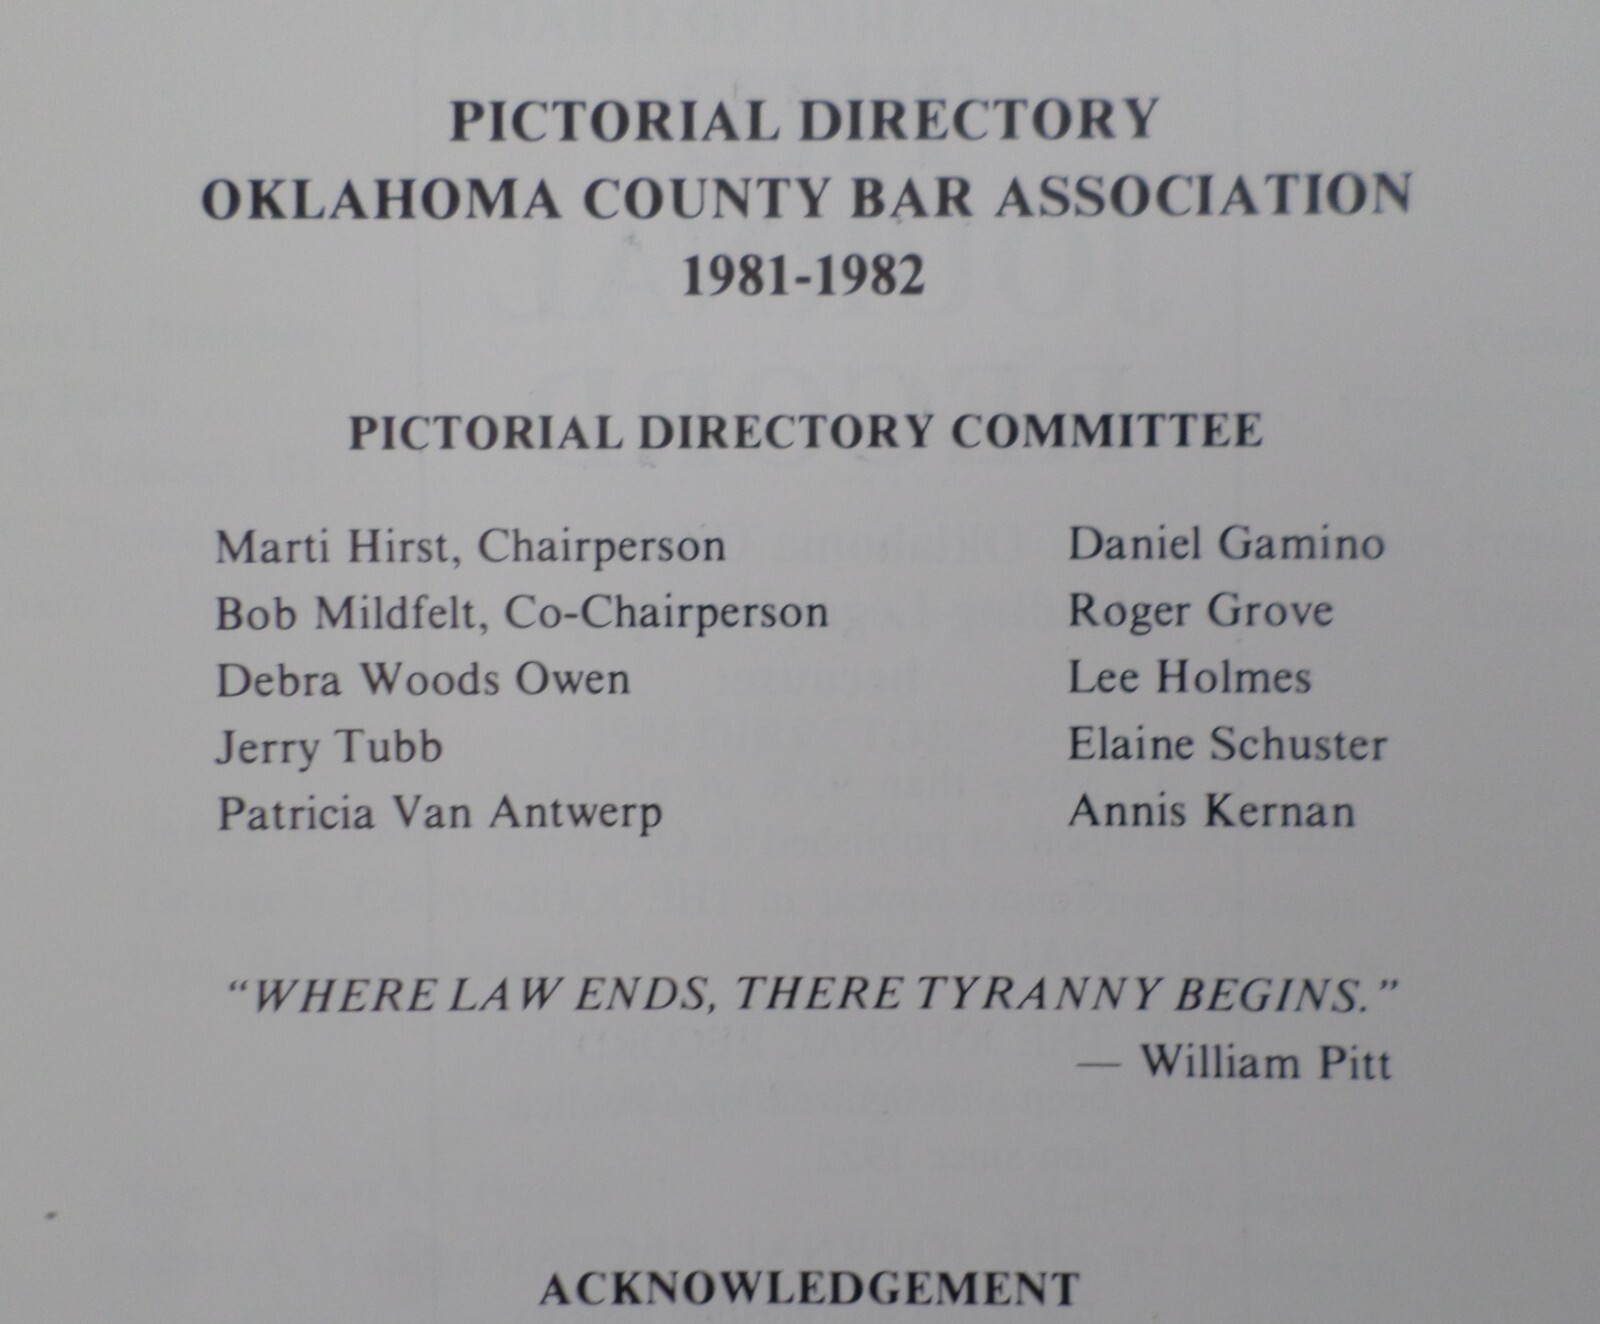 PICTORIAL DIRECTORY
OKLAHOMA COUNTY BAR ASSOCIATION
1981-1982
PICTORIAL DIRECTORY COMMITTEE
Marti Hirst, Chairperson
Bob Mildfelt, Co-Chairperson
Debra Woods Owen
Jerry Tubb
Patricia Van Antwerp
Daniel Gamino
Roger Grove
Lee Holmes
Elaine Schuster
Annis Kernan
“WHERE LAW ENDS, THERE TYRANNY BEGINS.”
— William Pitt
ACKNOWLEDGEMENT